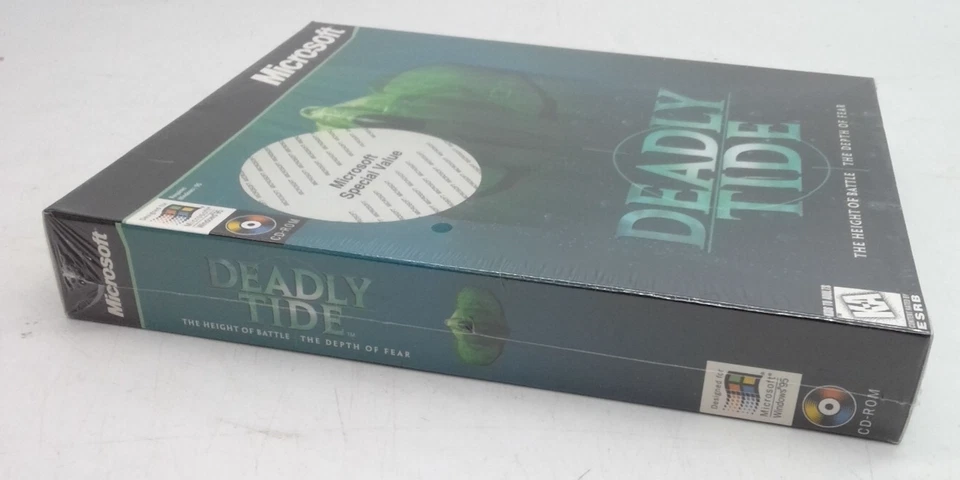 Microsoft
Microsoft
Special Value
DEADLY
TIDE
THE HEIGHT OF BATTLE THE DEPTH OF FEAR
CD-ROM
K-A
ESRB
Microsoft
DEADLY
TIDE™
THE HEIGHT OF BATTLE | THE DEPTH OF FEAR
Designed for
Microsoft®
Windows®95
CD-ROM